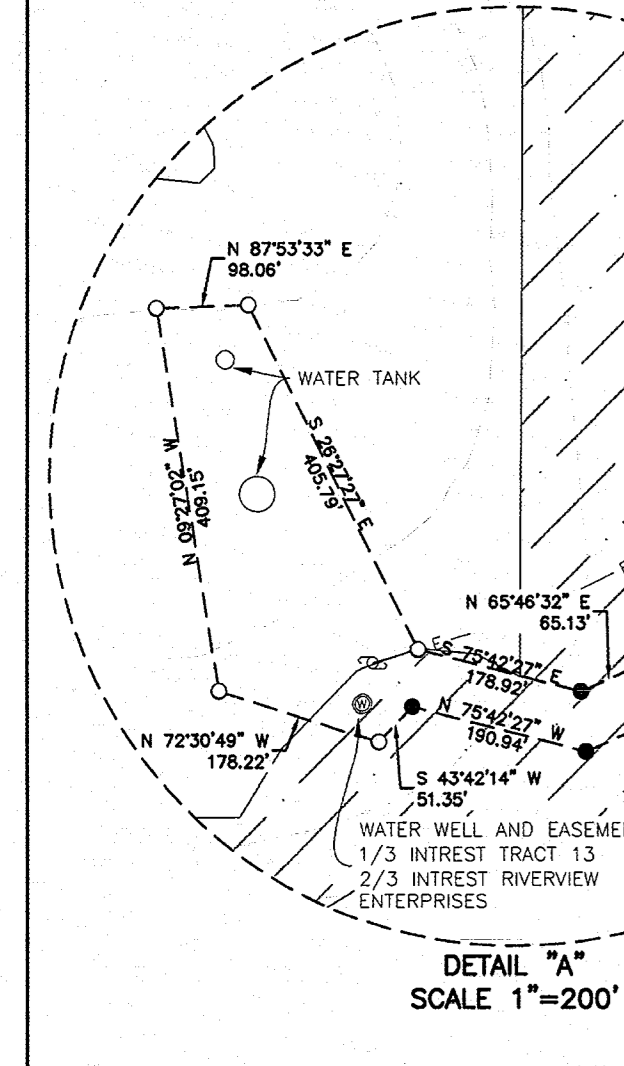 N 87°53'33" E
98.06'
WATER TANK
S 26°27'27" E
405.79'
N 09°27'02" W
409.15'
N 65°46'32" E
65.13'
E
S 75°42'27" E
178.92'
W
N 75°42'27" W
190.94'
N 72°30'49" W
178.22'
S 43°42'14" W
51.35'
WATER WELL AND EASEME
1/3 INTREST TRACT 13
2/3 INTREST RIVERVIEW
ENTERPRISES
DETAIL "A"
SCALE 1"=200'